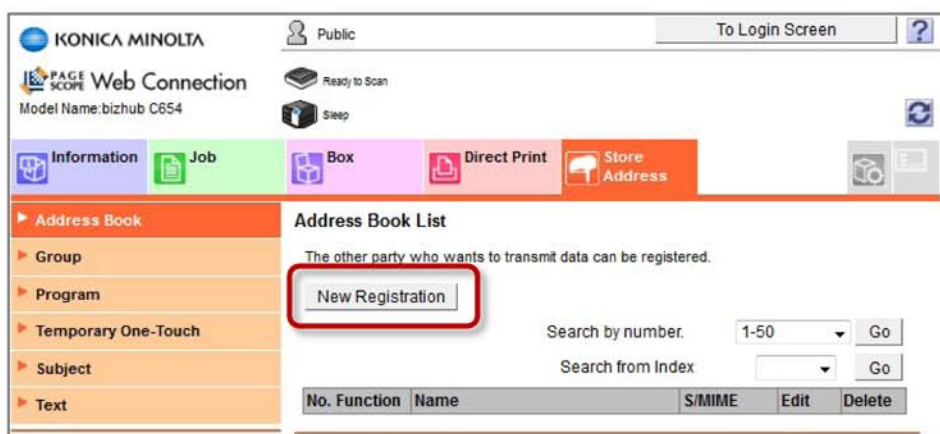 KONICA MINOLTA
Public
To Login Screen
?
PAGE SCOPE Web Connection
Ready to Scan
Model Name:bizhub C654
Sleep
Information
Job
Box
Direct Print
Store Address
Address Book
Address Book List
Group
The other party who wants to transmit data can be registered.
Program
New Registration
Temporary One-Touch
Search by number.
1-50
Go
Subject
Search from Index
Go
Text
No. Function Name S/MIME Edit Delete